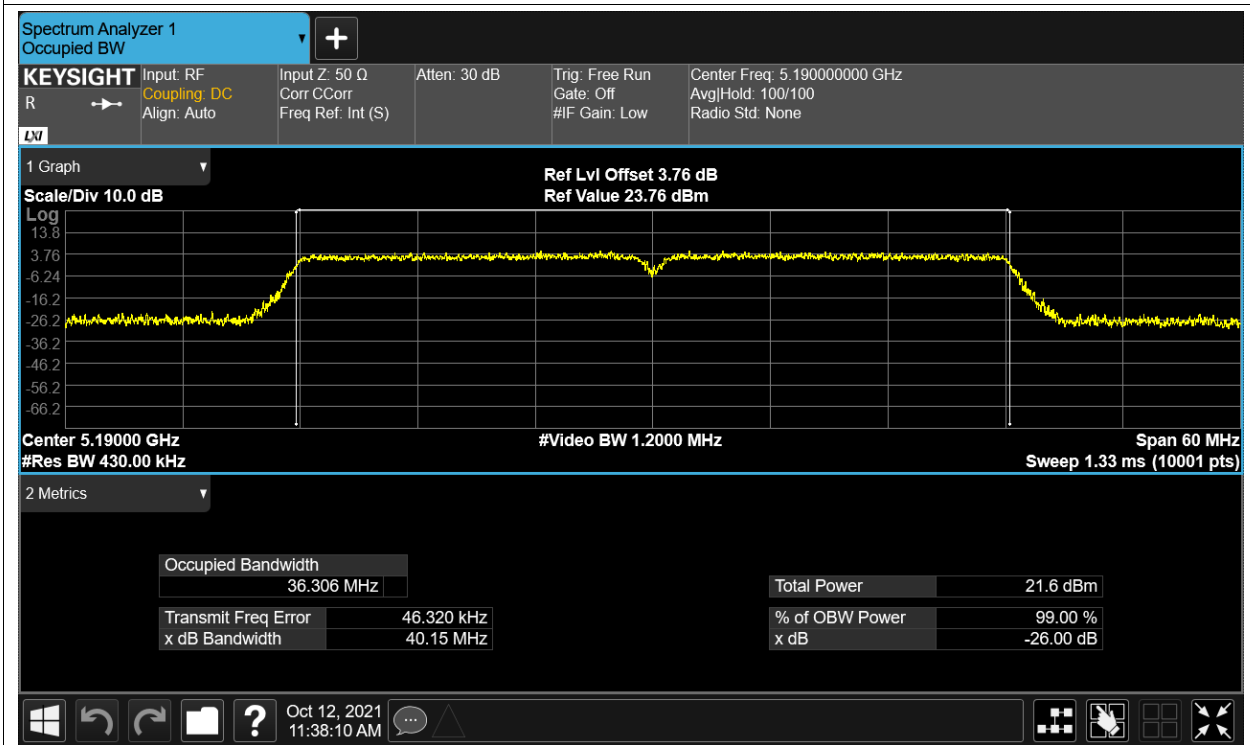 Spectrum Analyzer 1
Occupied BW
KEYSIGHT
R
LXI
Input: RF
Coupling: DC
Align: Auto
Input Z: 50 Ω
Corr CCorr
Freq Ref: Int (S)
Atten: 30 dB
Trig: Free Run
Gate: Off
#IF Gain: Low
Center Freq: 5.190000000 GHz
Avg|Hold: 100/100
Radio Std: None
1 Graph
Scale/Div 10.0 dB
Ref Lvl Offset 3.76 dB
Ref Value 23.76 dBm
Log
13.8
3.76
-6.24
-16.2
-26.2
-36.2
-46.2
-56.2
-66.2
Center 5.19000 GHz
#Res BW 430.00 kHz
#Video BW 1.2000 MHz
Span 60 MHz
Sweep 1.33 ms (10001 pts)
2 Metrics
Occupied Bandwidth
36.306 MHz
Transmit Freq Error 46.320 kHz
x dB Bandwidth 40.15 MHz
Total Power 21.6 dBm
% of OBW Power 99.00 %
x dB -26.00 dB
?
Oct 12, 2021
11:38:10 AM